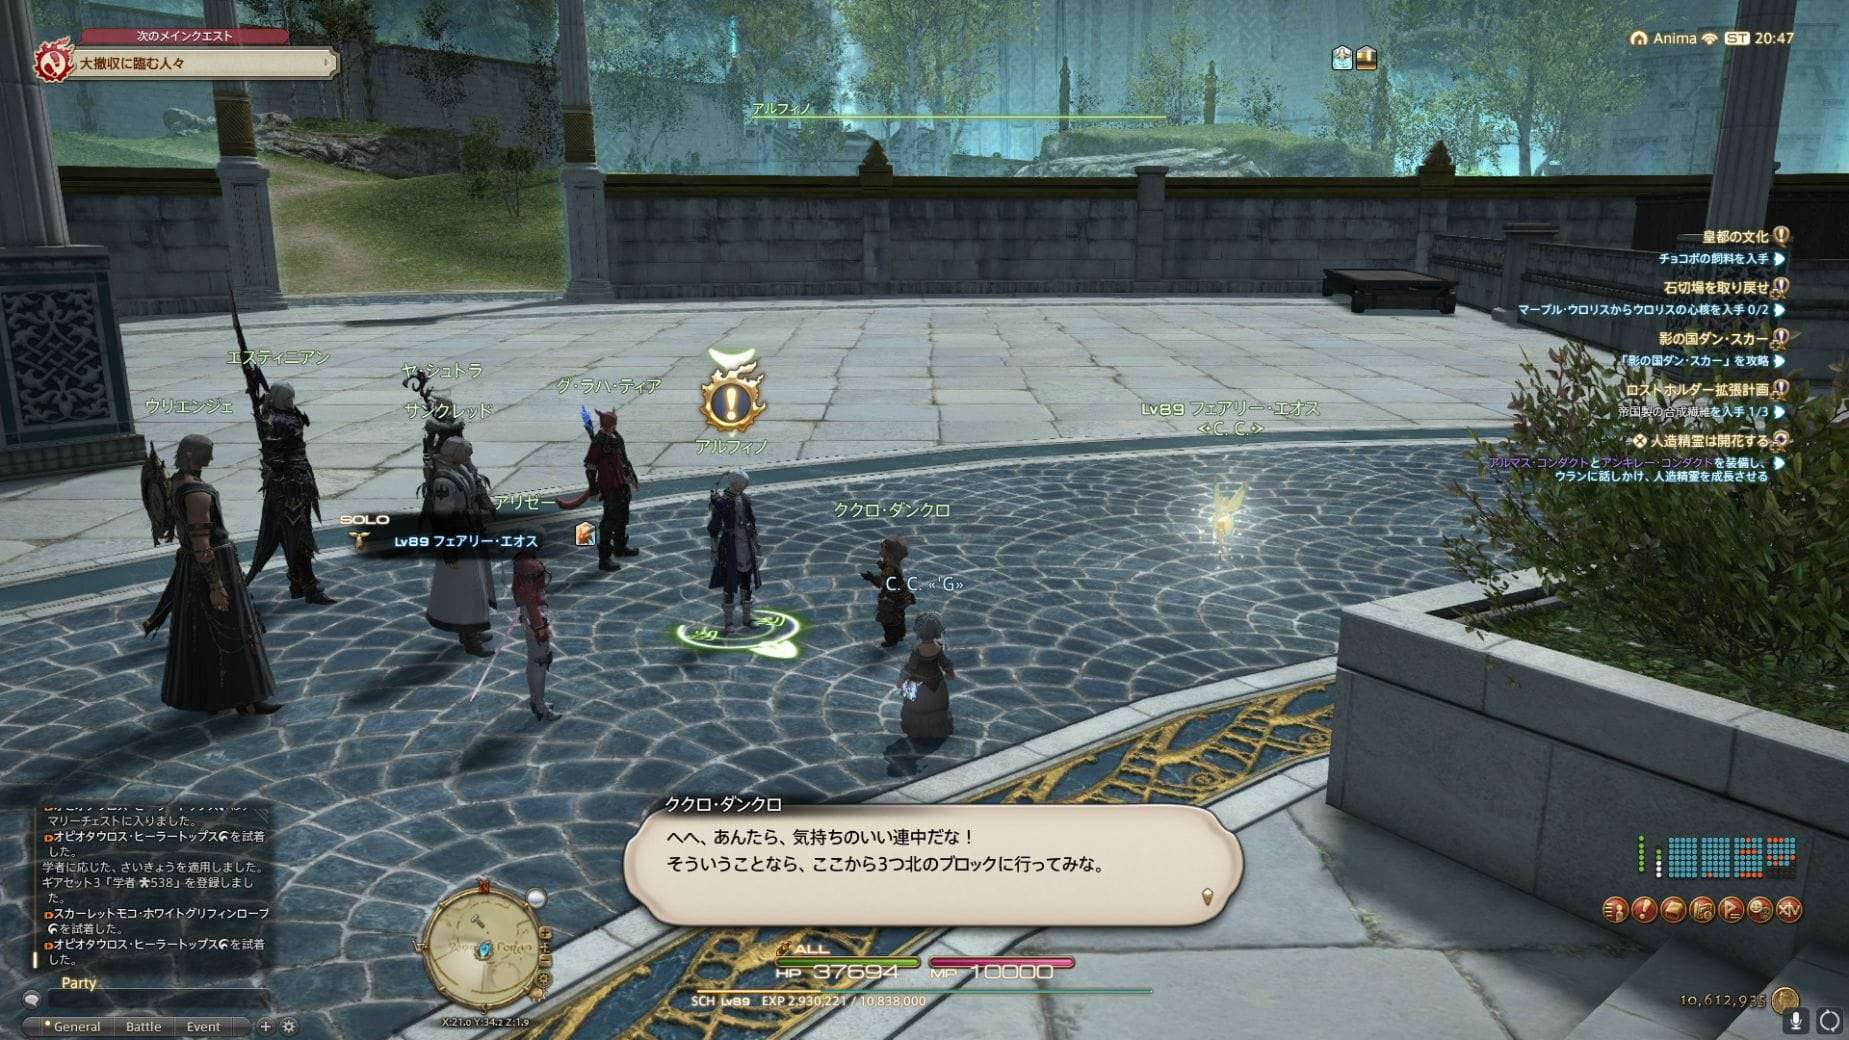 次のメインクエスト
大撤収に臨む人々
Anima ST 20:47
アルフィノ
皇都の文化
チョコボの飼料を入手
石切場を取り戻せ
マーブル・ウロリスからウロリスの心核を入手 0/2
影の国ダン・スカー
「影の国ダン・スカー」を攻略
ロストホルダー拡張計画
帝国製の合成繊維を入手 1/3
人造精霊は開花する
アルマス・コンダクトとアンキレー・コンダクトを装備し、
ウランに話しかけ、人造精霊を成長させる
エスティニアン
ヤ・シュトラ
グ・ラハ・ティア
ウリエンジェ
サンクレッド
アルフィノ
Lv89 フェアリー・エオス
«C. C.»
アリゼー
ククロ・ダンクロ
SOLO
Lv89 フェアリー・エオス
C. C. «'G»
ククロ・ダンクロ
へへ、あんたら、気持ちのいい連中だな！
そういうことなら、ここから3つ北のブロックに行ってみな。
マリーチェストに入りました。
オピオタウロス・ヒーラートップスを試着
した。
学者に応じた、さいきょうを適用しました。
ギアセット3「学者★538」を登録しまし
た。
スカーレットモコ・ホワイトグリフィンローブ
を試着した。
オピオタウロス・ヒーラートップスを試着
した。
Party
General Battle Event
X:21.0 Y:34.2 Z:1.9
ALL
HP 37694 MP 10000
SCH Lv89 EXP 2,930,221 / 10,838,000
10,612,935
XIV